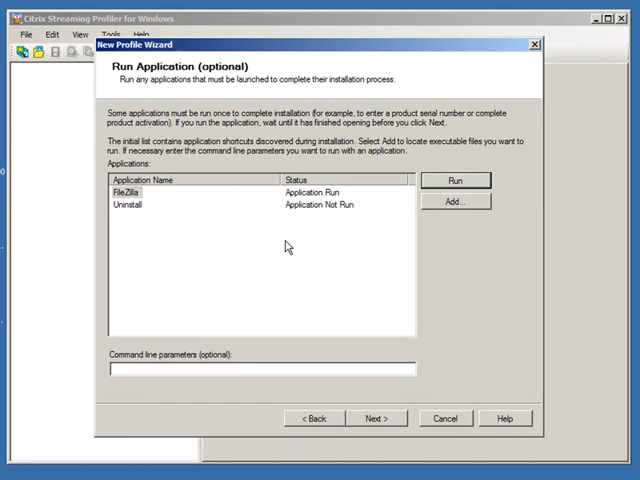 Citrix Streaming Profiler for Windows
File Edit View Tools Help
New Profile Wizard
Run Application (optional)
Run any applications that must be launched to complete their installation process.
Some applications must be run once to complete installation (for example, to enter a product serial number or complete
product activation). If you run the application, wait until it has finished opening before you click Next.
The initial list contains application shortcuts discovered during installation. Select Add to locate executable files you want to
run. If necessary enter the command line parameters you want to run with an application.
Applications:
Application Name Status
FileZilla Application Run
Uninstall Application Not Run
Run
Add...
Command line parameters (optional):
< Back Next > Cancel Help